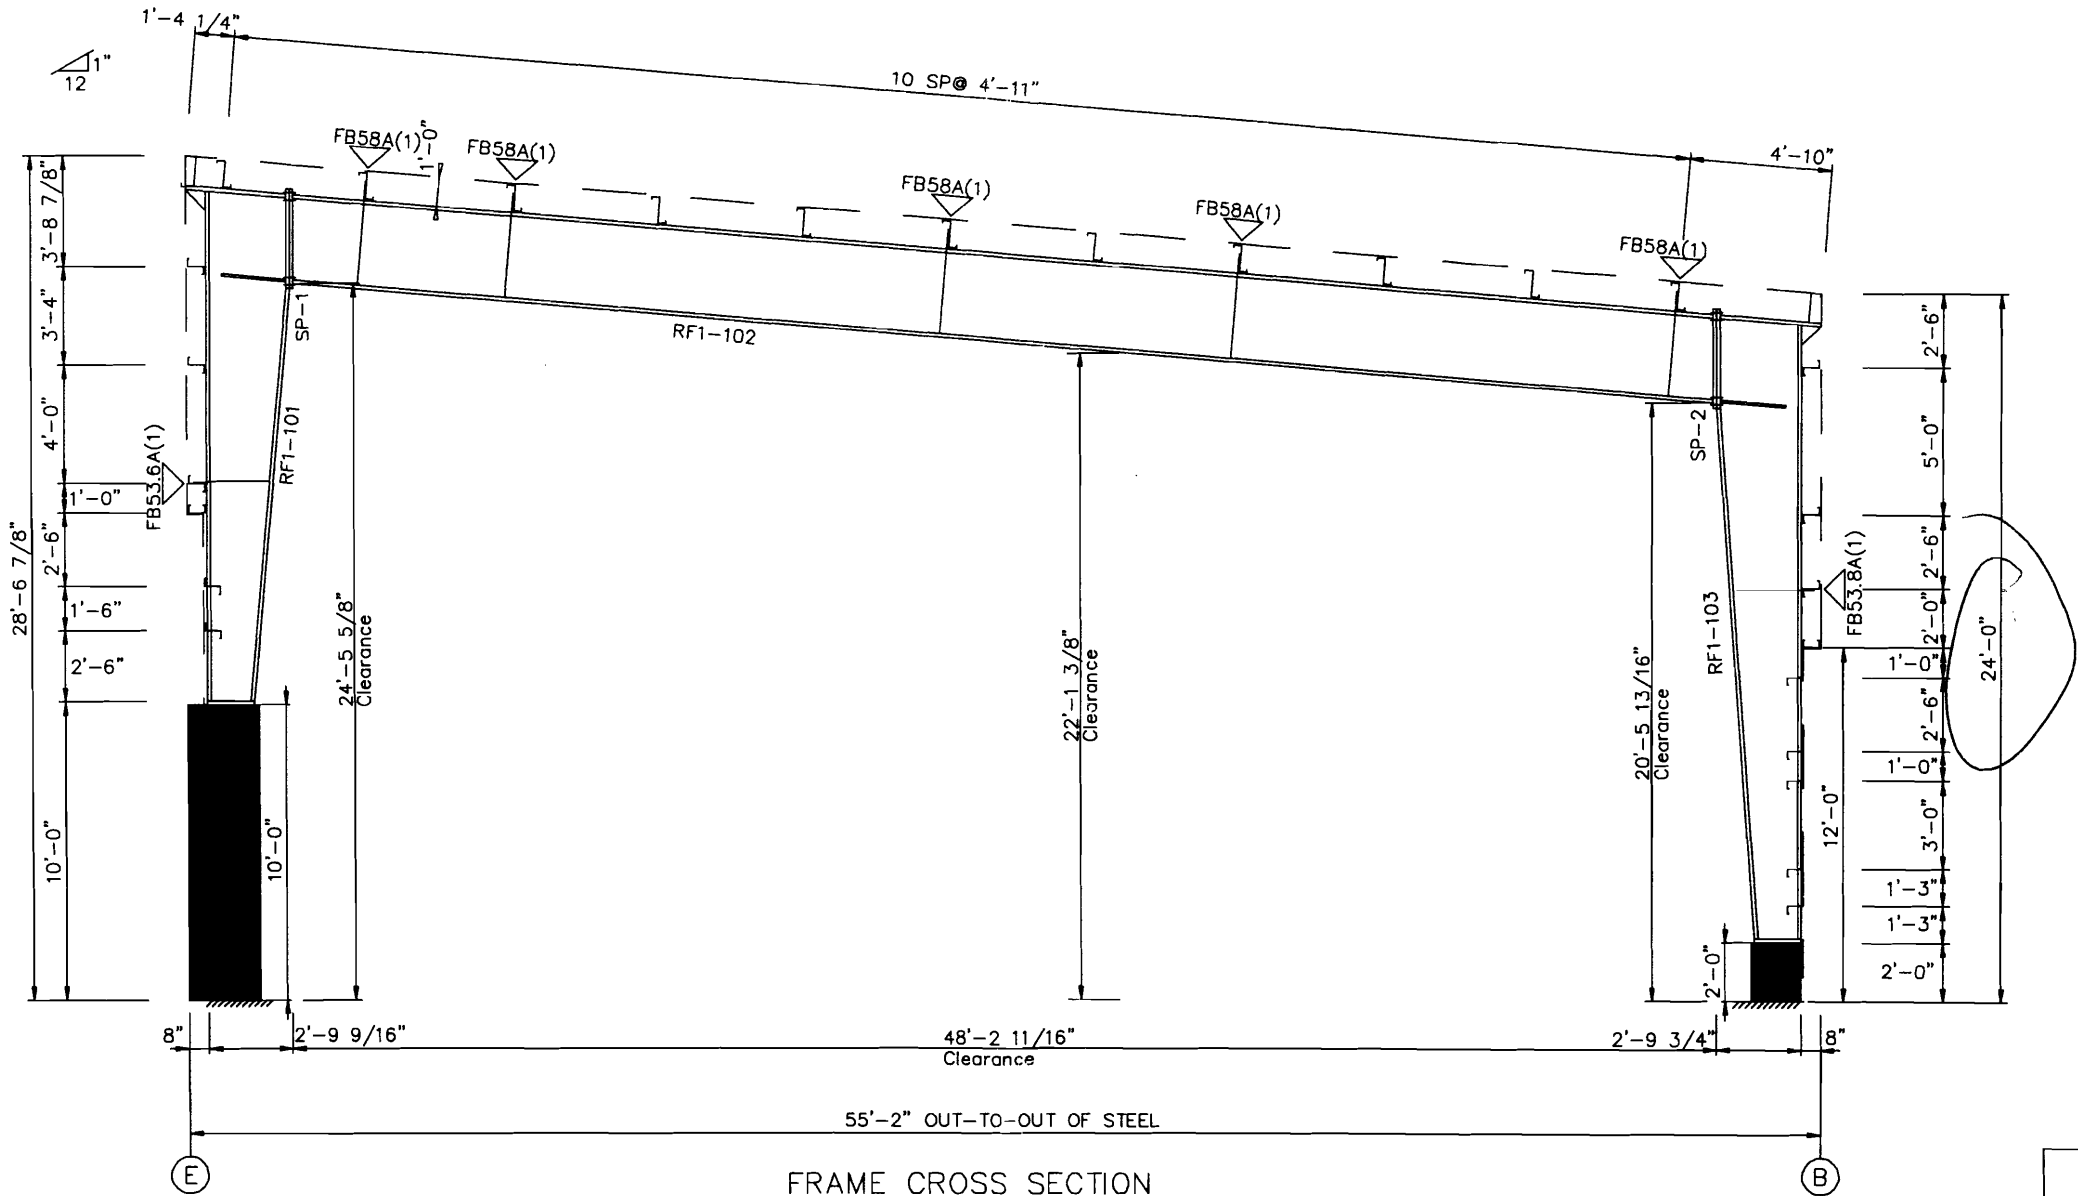 1'-4 1/4"
1"
12
10 SP@ 4'-11"
4'-10"
FB58A(1)
1'-0"
FB58A(1)
FB58A(1)
FB58A(1)
FB58A(1)
28'-6 7/8"
3'-8 7/8"
3'-4"
4'-0"
1'-0"
2'-6"
1'-6"
2'-6"
10'-0"
FB53.6A(1)
RF1-101
SP-1
RF1-102
10'-0"
24'-5 5/8"
Clearance
22'-1 3/8"
Clearance
20'-5 13/16"
Clearance
SP-2
RF1-103
2'-0"
FB53.8A(1)
12'-0"
2'-6"
5'-0"
2'-6"
2'-0"
1'-0"
2'-6"
1'-0"
3'-0"
1'-3"
1'-3"
2'-0"
24'-0"
8"
2'-9 9/16"
48'-2 11/16"
Clearance
2'-9 3/4"
8"
55'-2" OUT-TO-OUT OF STEEL
E
B
FRAME CROSS SECTION